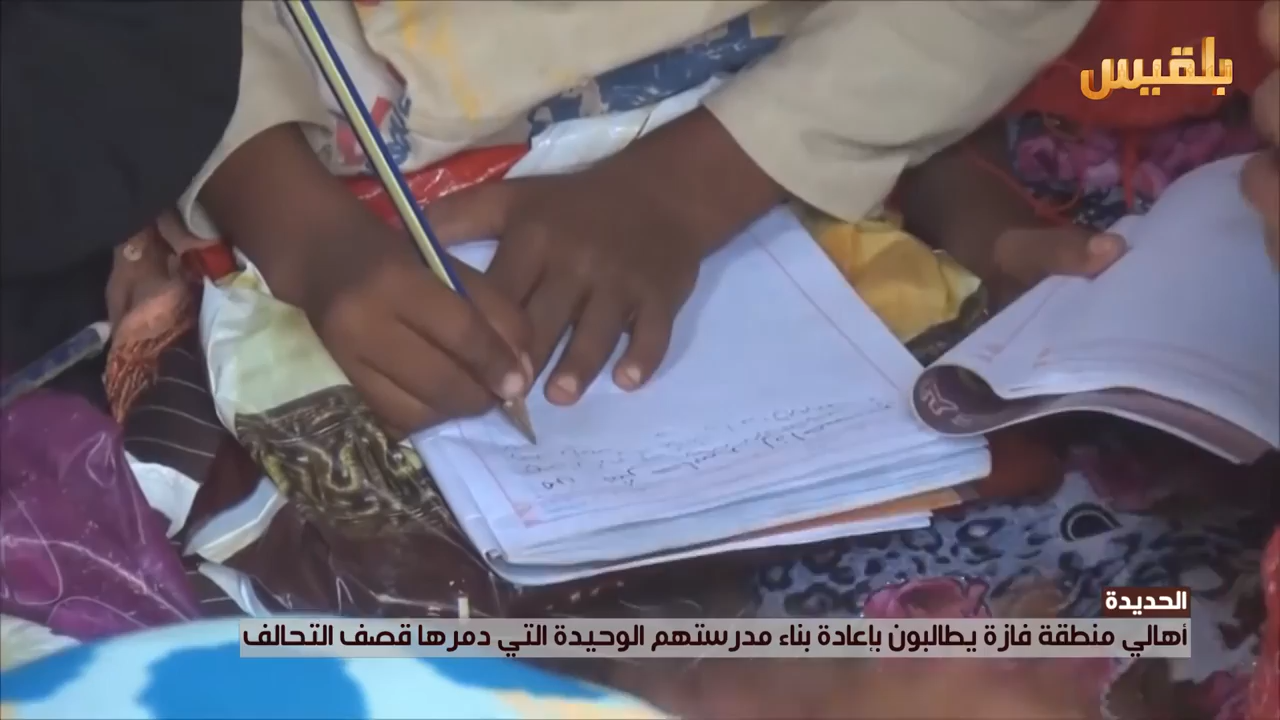 بلقيس
الحديدة
أهالي منطقة فازة يطالبون بإعادة بناء مدرستهم الوحيدة التي دمرها قصف التحالف